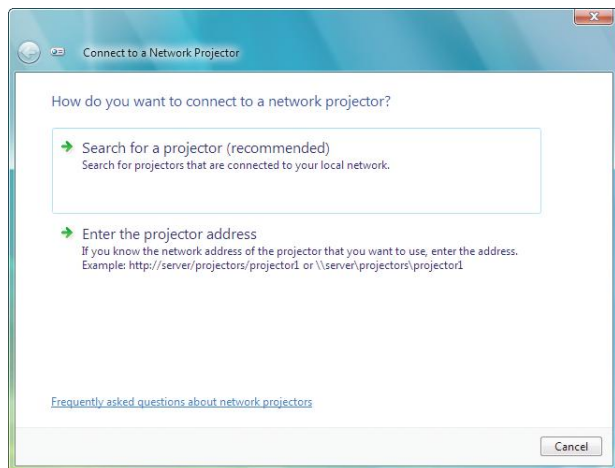 Connect to a Network Projector
How do you want to connect to a network projector?
Search for a projector (recommended)
Search for projectors that are connected to your local network.
Enter the projector address
If you know the network address of the projector that you want to use, enter the address.
Example: http://server/projectors/projector1 or \\server\projectors\projector1
Frequently asked questions about network projectors
Cancel